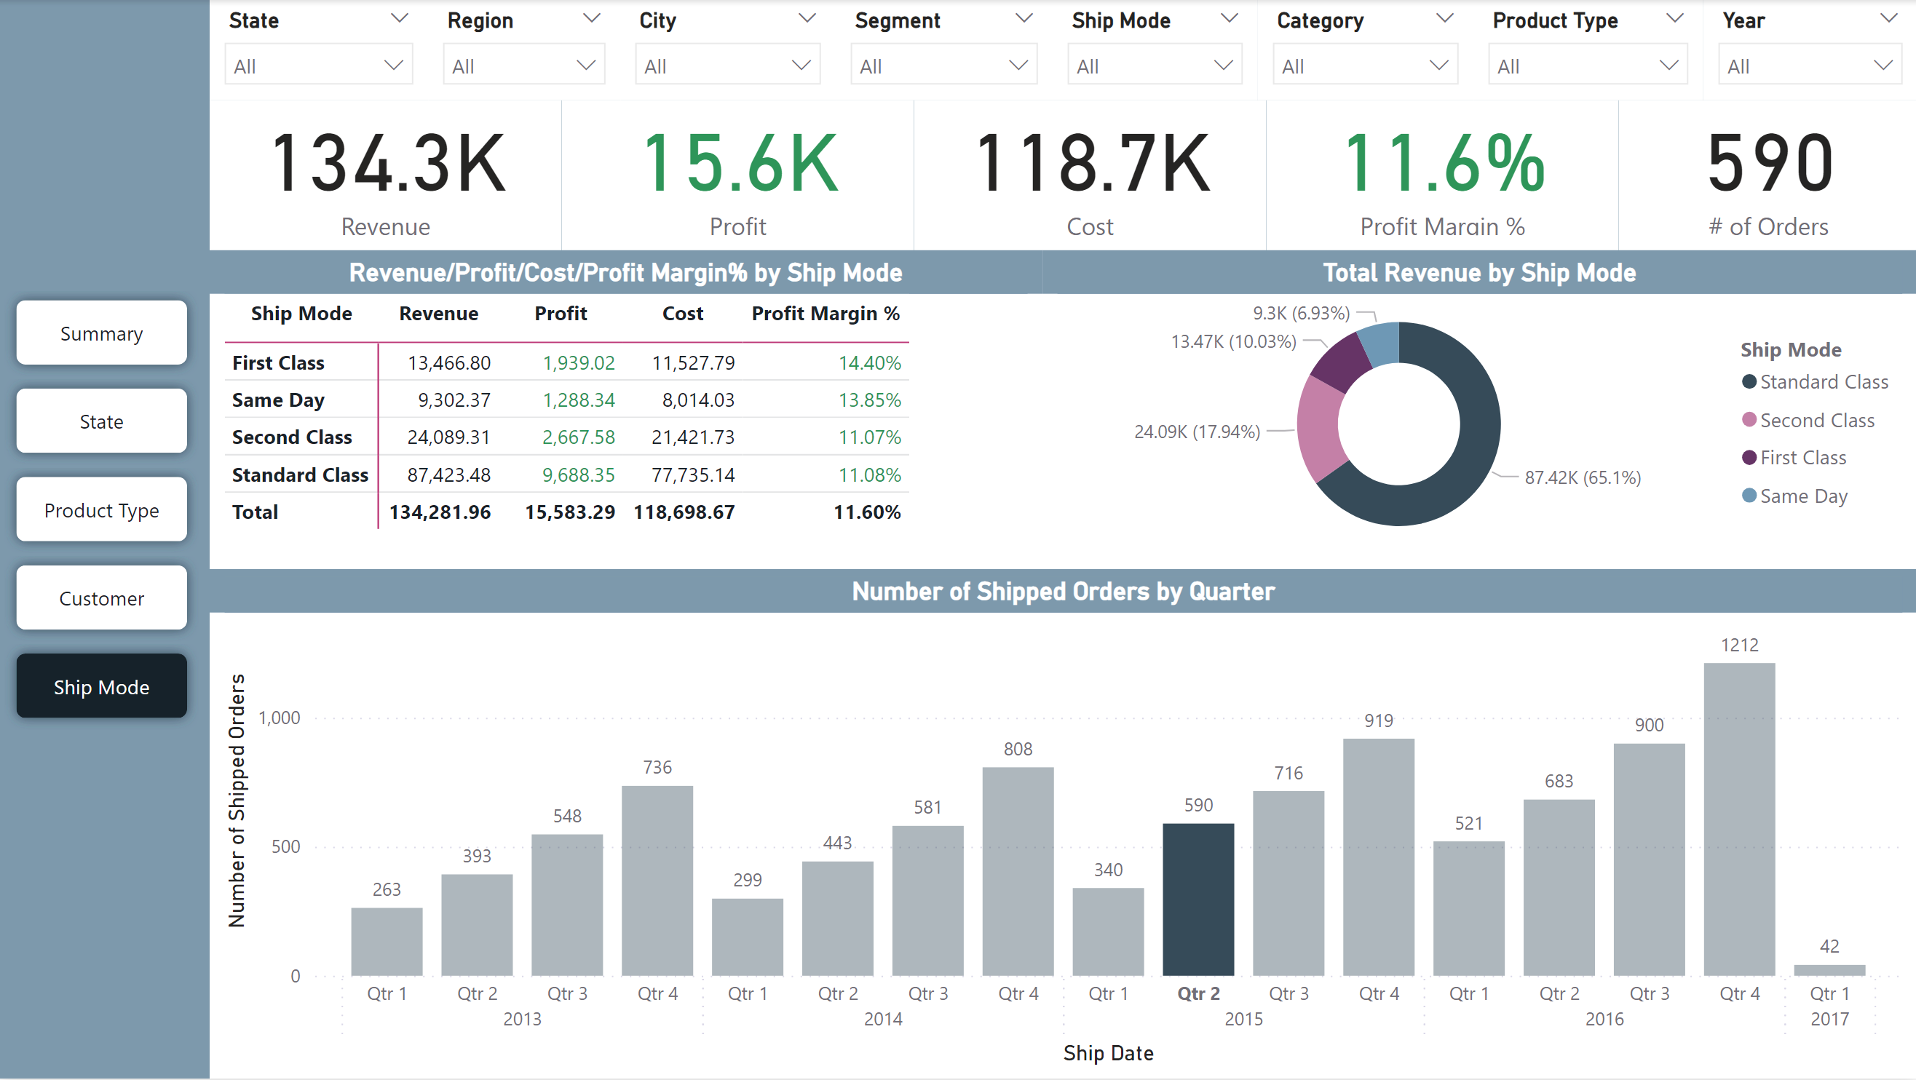 State Region City Segment Ship Mode Category Product Type Year
All All All All All All All All
134.3K 15.6K 118.7K 11.6% 590
Revenue Profit Cost Profit Margin % # of Orders
Revenue/Profit/Cost/Profit Margin% by Ship Mode
Ship Mode Revenue Profit Cost Profit Margin %
First Class 13,466.80 1,939.02 11,527.79 14.40%
Same Day 9,302.37 1,288.34 8,014.03 13.85%
Second Class 24,089.31 2,667.58 21,421.73 11.07%
Standard Class 87,423.48 9,688.35 77,735.14 11.08%
Total 134,281.96 15,583.29 118,698.67 11.60%
Total Revenue by Ship Mode
9.3K (6.93%)
13.47K (10.03%)
24.09K (17.94%)
87.42K (65.1%)
Ship Mode
Standard Class
Second Class
First Class
Same Day
Summary
State
Product Type
Customer
Ship Mode
Number of Shipped Orders by Quarter
Number of Shipped Orders
1,000
500
0
263 393 548 736 299 443 581 808 340 590 716 919 521 683 900 1212 42
Qtr 1 Qtr 2 Qtr 3 Qtr 4 Qtr 1 Qtr 2 Qtr 3 Qtr 4 Qtr 1 Qtr 2 Qtr 3 Qtr 4 Qtr 1 Qtr 2 Qtr 3 Qtr 4 Qtr 1
2013 2014 2015 2016 2017
Ship Date